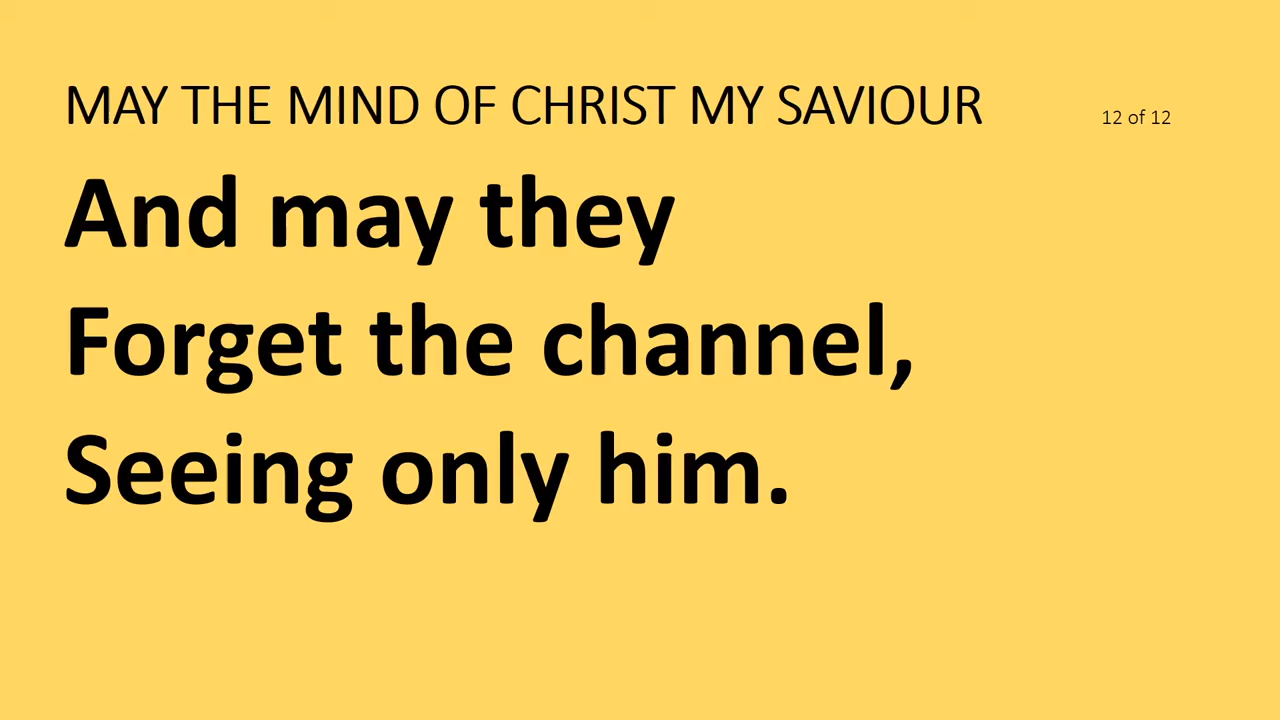 MAY THE MIND OF CHRIST MY SAVIOUR 12 of 12
And may they
Forget the channel,
Seeing only him.